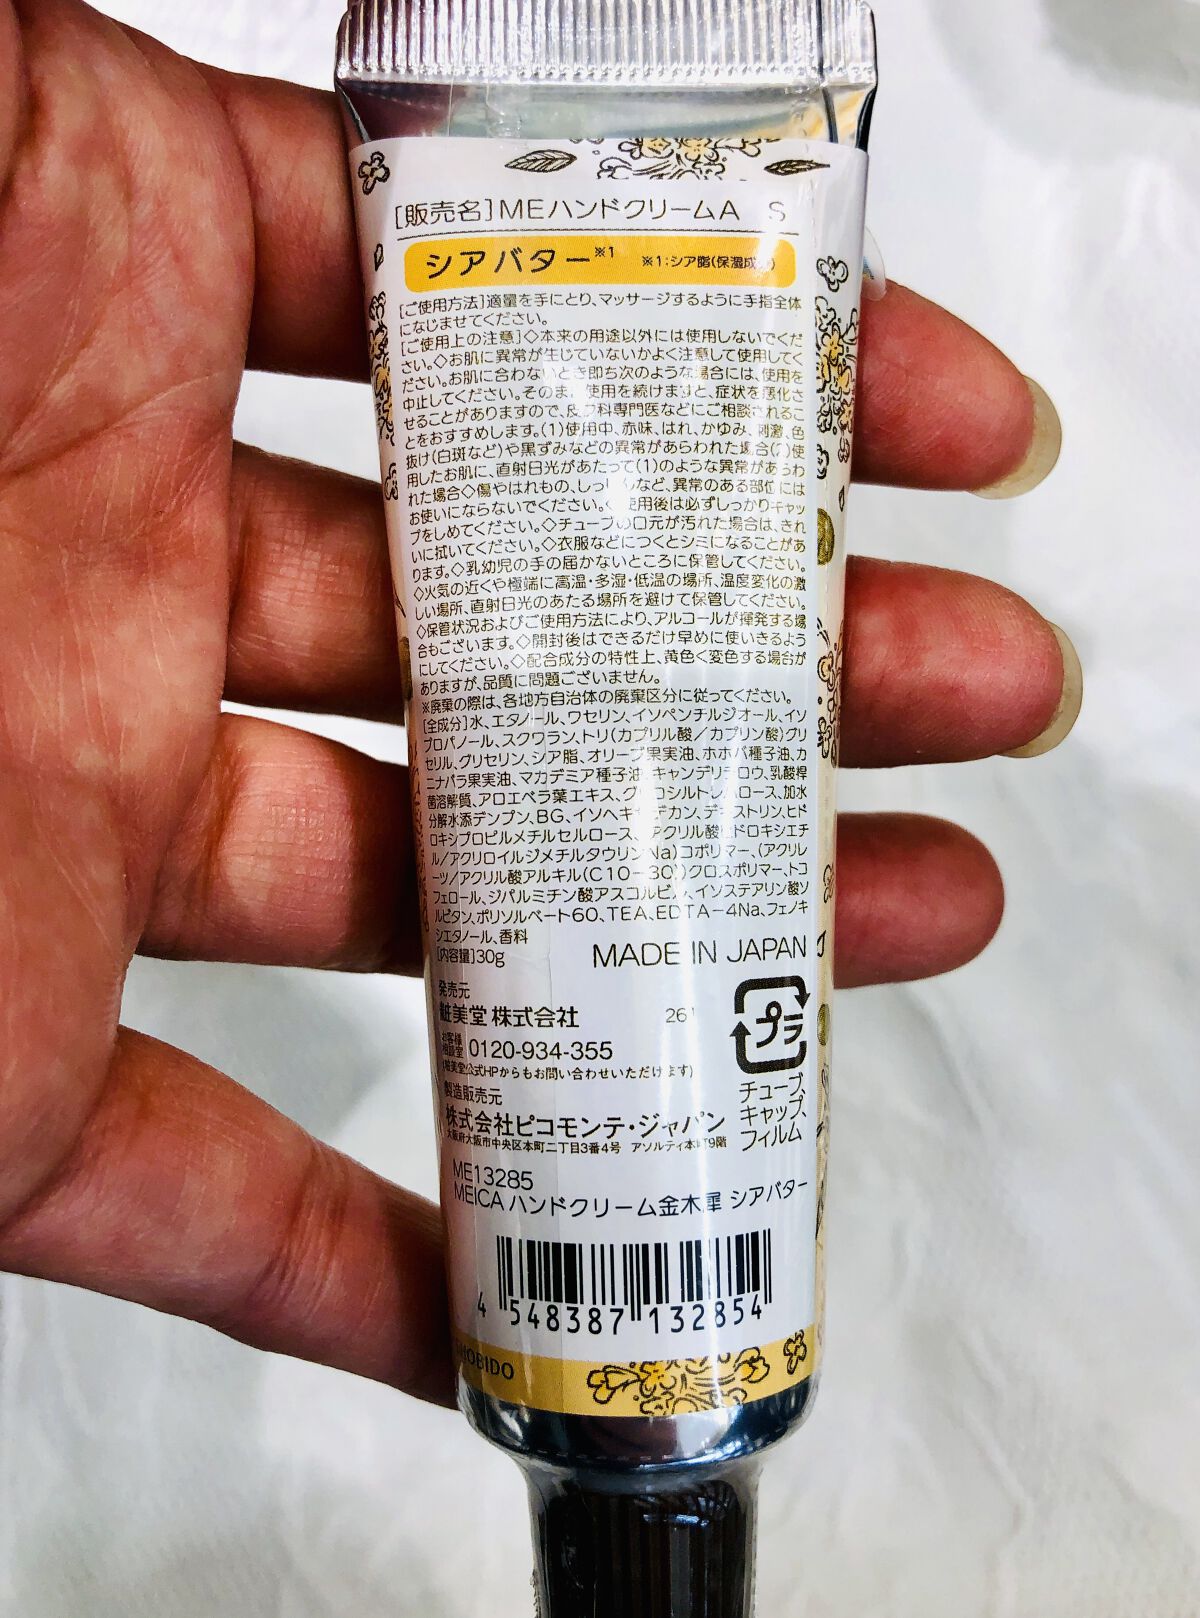 [販売名]MEハンドクリームA S
シアバター※1 ※1:シア脂(保湿成分)
[ご使用方法]適量を手にとり、マッサージするように手指全体
になじませてください。
[ご使用上の注意]◇本来の用途以外には使用しないでくだ
さい。◇お肌に異常が生じていないかよく注意して使用してく
ださい。お肌に合わないとき即ち次のような場合には、使用を
中止してください。そのまま使用を続けますと、症状を悪化さ
せることがありますので、皮フ科専門医などにご相談されるこ
とをおすすめします。(1)使用中、赤味、はれ、かゆみ、刺激、色
抜け(白斑など)や黒ずみなどの異常があらわれた場合(2)使
用したお肌に、直射日光があたって(1)のような異常があらわ
れた場合◇傷やはれもの、しっしんなど、異常のある部位には
お使いにならないでください。◇使用後は必ずしっかりキャッ
プをしめてください。◇チューブの口元が汚れた場合は、きれ
いに拭いてください。◇衣服などにつくとシミになることがあ
ります。◇乳幼児の手の届かないところに保管してください。
◇火気の近くや極端に高温・多湿・低温の場所、温度変化の激
しい場所、直射日光のあたる場所を避けて保管してください。
◇保管状況およびご使用方法により、アルコールが揮発する場
合もございます。◇開封後はできるだけ早めに使いきるよう
にしてください。◇配合成分の特性上、黄色く変色する場合が
ありますが、品質に問題ございません。
※廃棄の際は、各地方自治体の廃棄区分に従ってください。
[全成分]水、エタノール、ワセリン、イソペンチルジオール、イソ
プロパノール、スクワラン、トリ(カプリル酸/カプリン酸)グリ
セリル、グリセリン、シア脂、オリーブ果実油、ホホバ種子油、カ
ニナバラ果実油、マカデミア種子油、キャンデリラロウ、乳酸桿
菌溶解質、アロエベラ葉エキス、グリコシルトレハロース、加水
分解水添デンプン、BG、イソヘキサデカン、デキストリン、ヒド
ロキシプロピルメチルセルロース、(アクリル酸ヒドロキシエチ
ル/アクリロイルジメチルタウリンNa)コポリマー、(アクリレ
ーツ/アクリル酸アルキル(C10-30))クロスポリマー、トコ
フェロール、ジパルミチン酸アスコルビル、イソステアリン酸ソ
ルビタン、ポリソルベート60、TEA、EDTA-4Na、フェノキ
シエタノール、香料
[内容量]30g MADE IN JAPAN
発売元
粧美堂 株式会社 261
お客様
相談室 0120-934-355
(粧美堂公式HPからもお問い合わせいただけます)
プラ
チューブ、
キャップ、
フィルム
製造販売元
株式会社ピコモンテ・ジャパン
大阪府大阪市中央区本町二丁目3番4号 アソルティ本町9階
ME13285
MEICA ハンドクリーム金木犀 シアバター
4 548387 132854
SHOBIDO